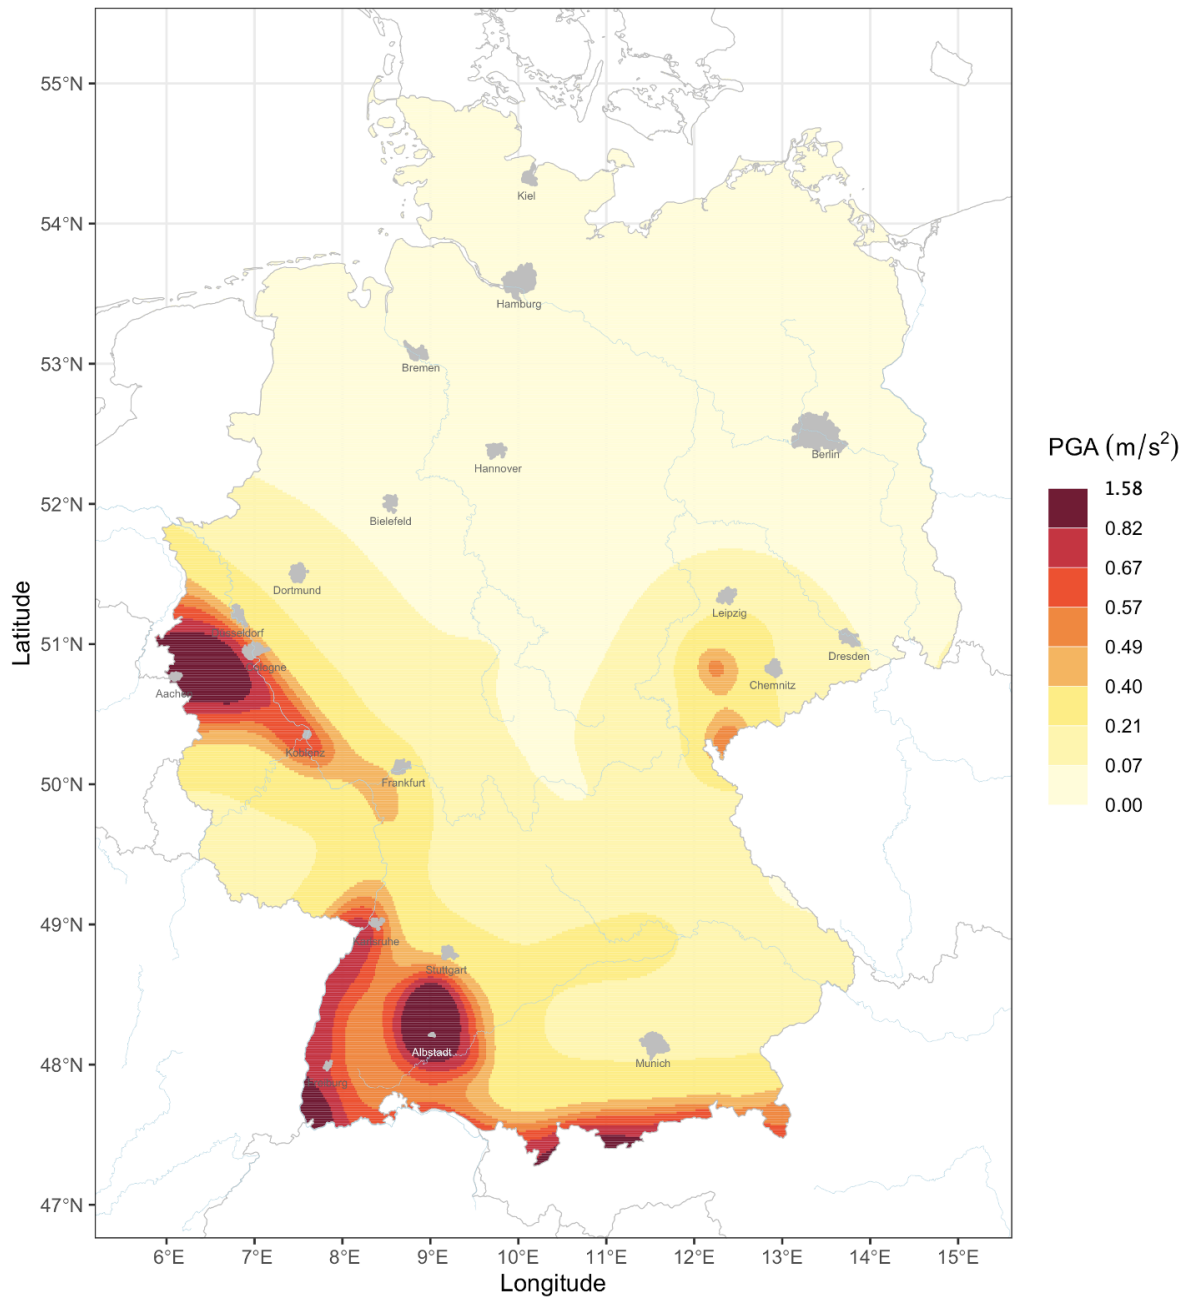 55°N
54°N
53°N
52°N
51°N
50°N
49°N
48°N
47°N
Latitude
Kiel
Hamburg
Bremen
Berlin
Hannover
Bielefeld
Dortmund
Leipzig
Dresden
Aachen
Chemnitz
Koblenz
Frankfurt
Karlsruhe
Stuttgart
Albstadt
Munich
6°E 7°E 8°E 9°E 10°E 11°E 12°E 13°E 14°E 15°E
Longitude
PGA (m/s²)
1.58
0.82
0.67
0.57
0.49
0.40
0.21
0.07
0.00